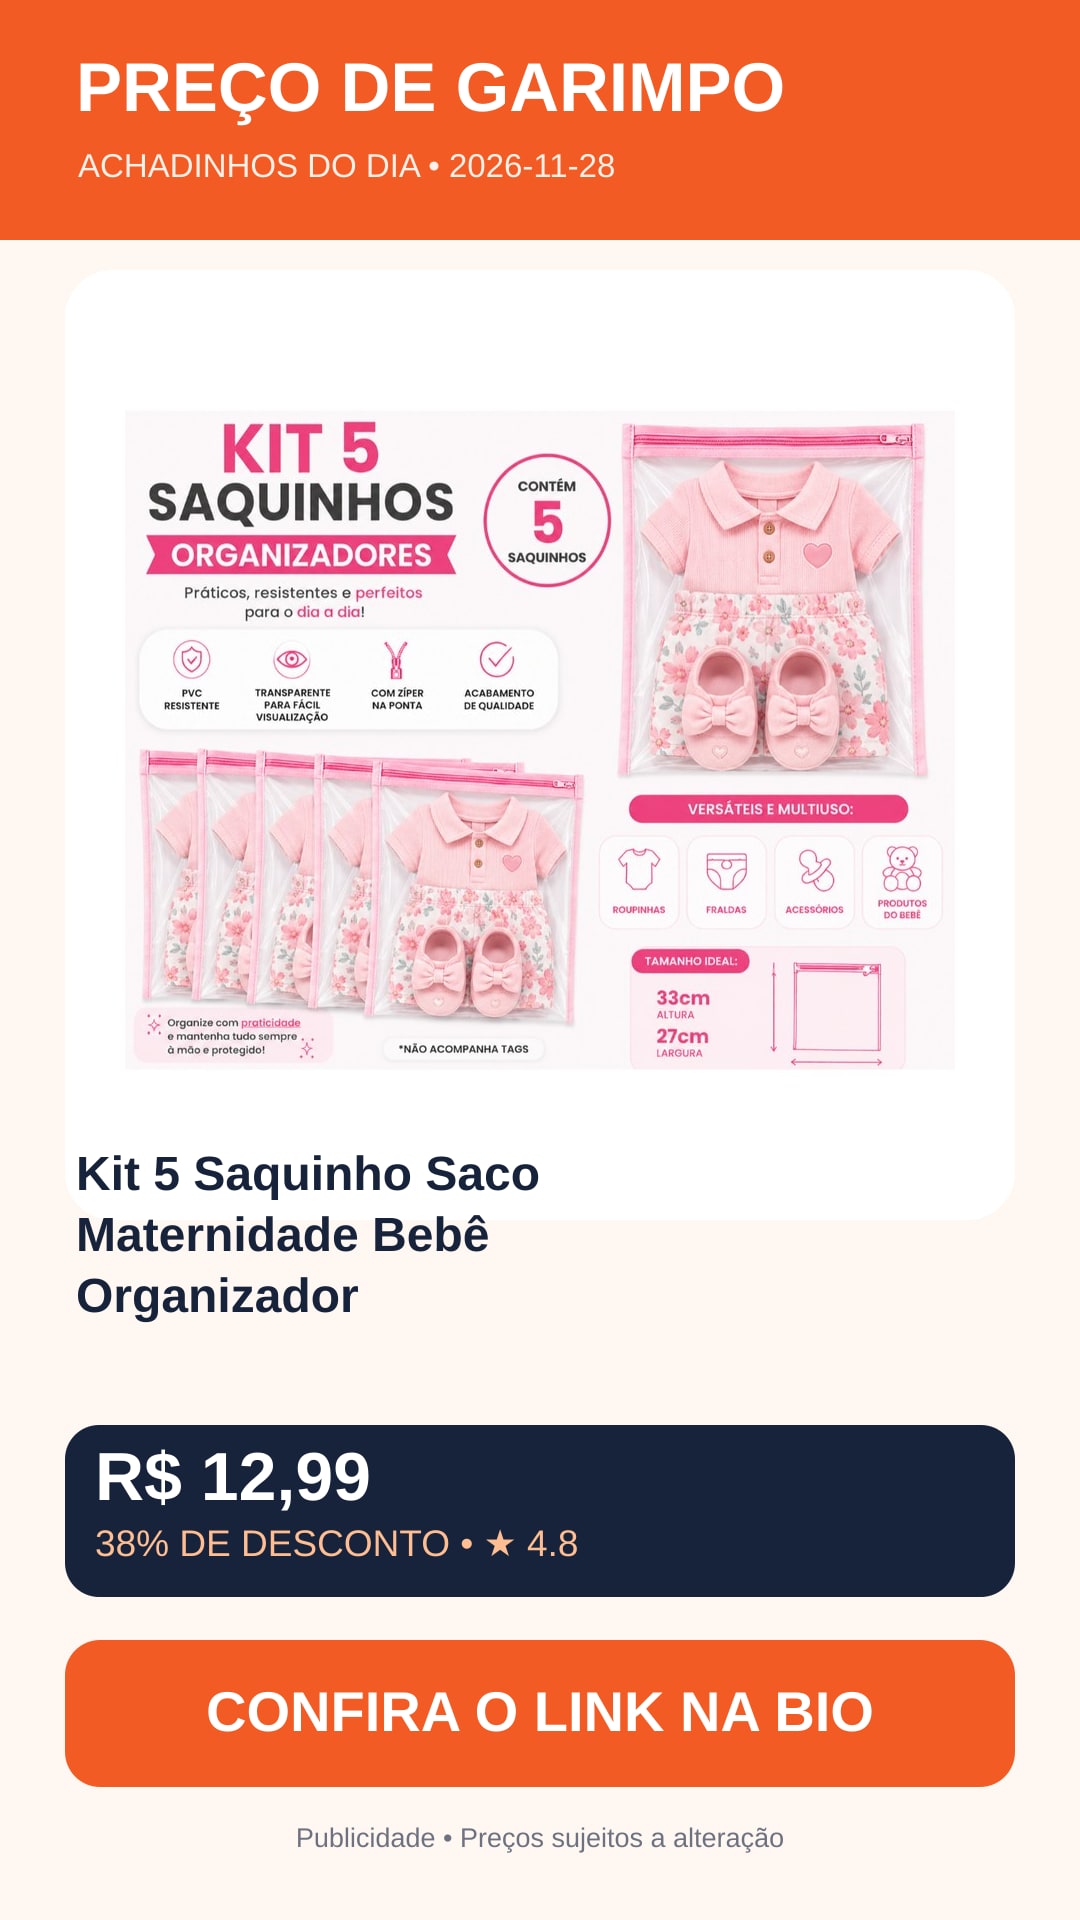 PREÇO DE GARIMPO
ACHADINHOS DO DIA • 2026-11-28
KIT 5
SAQUINHOS
ORGANIZADORES
Práticos, resistentes e perfeitos
para o dia a dia!
CONTÉM
5
SAQUINHOS
PVC
RESISTENTE
TRANSPARENTE
PARA FÁCIL
VISUALIZAÇÃO
COM ZÍPER
NA PONTA
ACABAMENTO
DE QUALIDADE
VERSÁTEIS E MULTIUSO:
ROUPINHAS
FRALDAS
ACESSÓRIOS
PRODUTOS
DO BEBÊ
TAMANHO IDEAL:
33cm
ALTURA
27cm
LARGURA
Organize com praticidade
e mantenha tudo sempre
à mão e protegido!
*NÃO ACOMPANHA TAGS
Kit 5 Saquinho Saco
Maternidade Bebê
Organizador
R$ 12,99
38% DE DESCONTO • ★ 4.8
CONFIRA O LINK NA BIO
Publicidade • Preços sujeitos a alteração